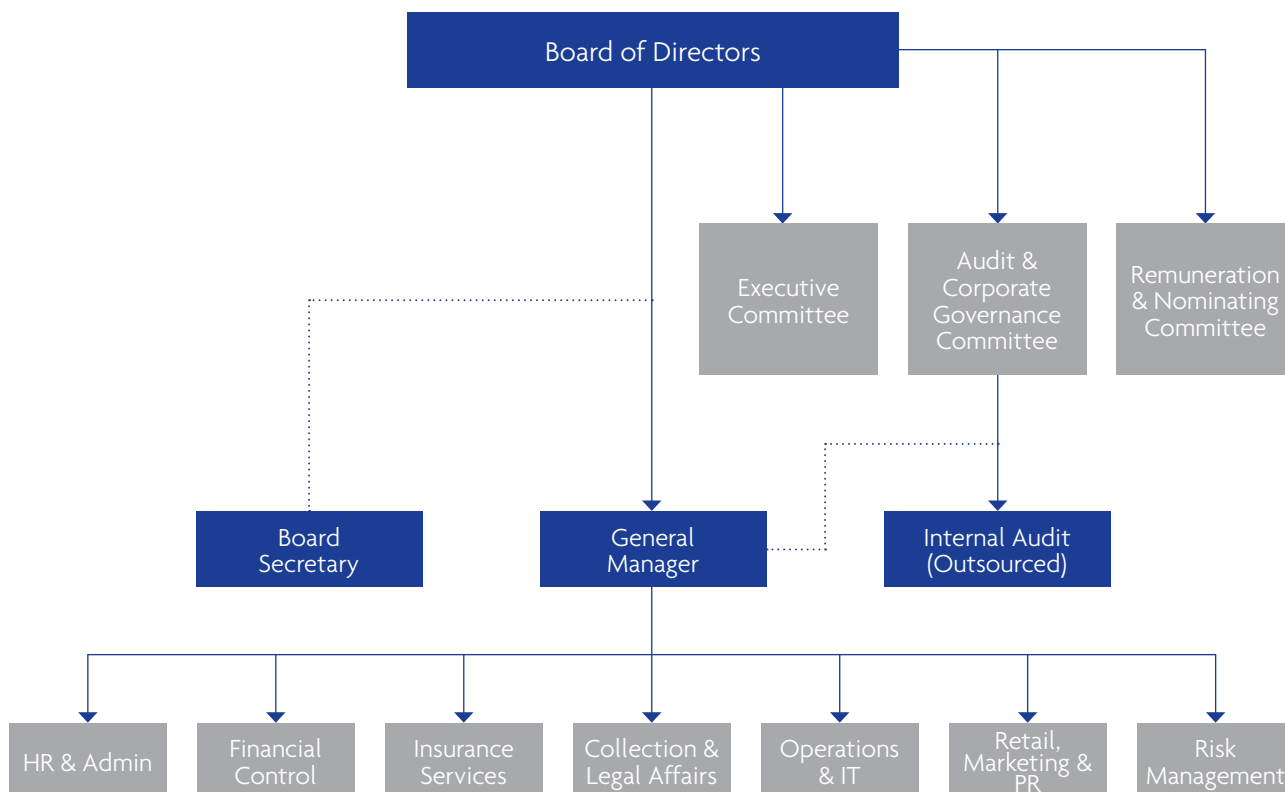 Board of Directors
Executive
Committee
Audit &
Corporate
Governance
Committee
Remuneration
& Nominating
Committee
Board
Secretary
General
Manager
Internal Audit
(Outsourced)
HR & Admin
Financial
Control
Insurance
Services
Collection &
Legal Affairs
Operations
& IT
Retail,
Marketing &
PR
Risk
Management